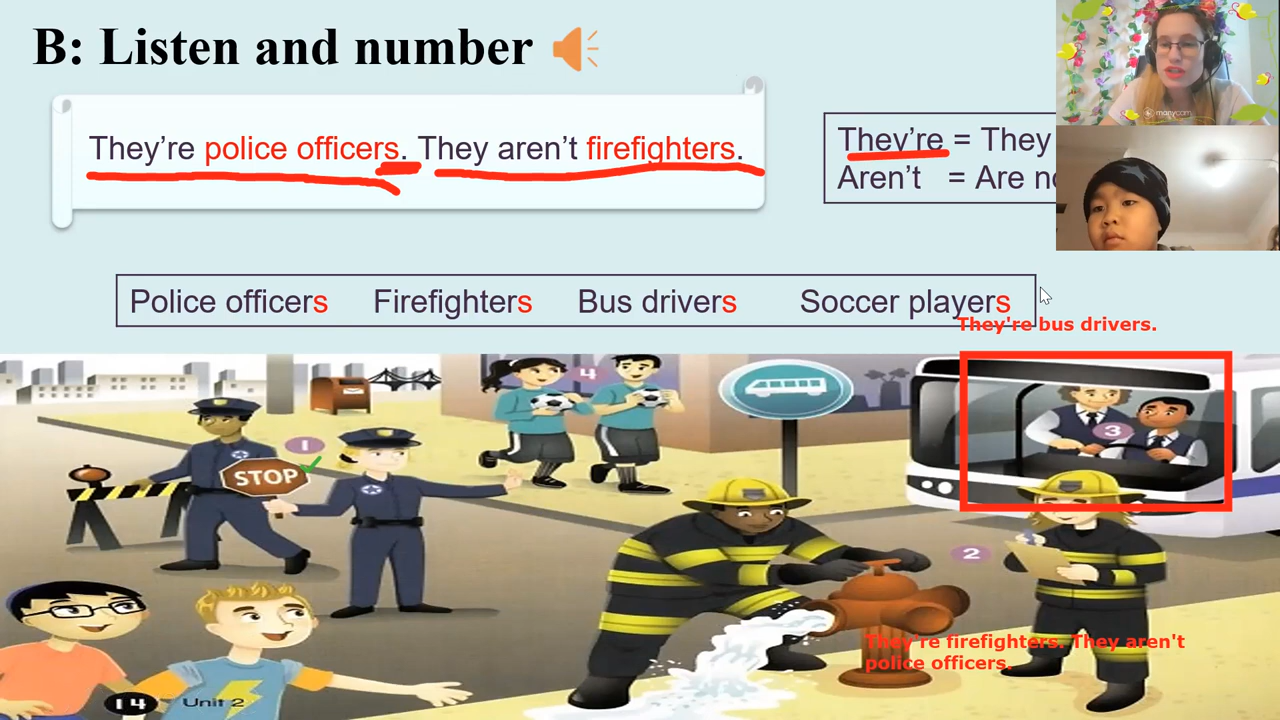 B: Listen and number
They're police officers. They aren't firefighters.
They're = They
Aren't = Are no
manycam
Police officers Firefighters Bus drivers Soccer players
They're bus drivers.
4
1
STOP
3
2
They're firefighters. They aren't
police officers.
14 Unit 2